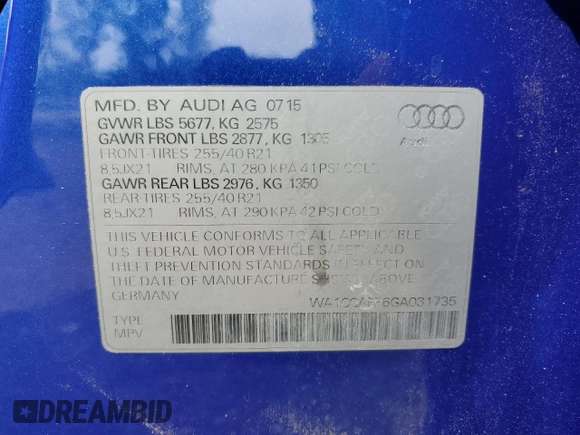 MFD. BY AUDI AG 07 15
GVWR LBS 5677, KG 2575
GAWR FRONT LBS 2877, KG 1305
FRONT-TIRES 255/40 R21
8,5JX21 RIMS, AT 280 KPA 41 PSI COLD
GAWR REAR LBS 2976, KG 1350
REAR-TIRES 255/40 R21
8,5JX21 RIMS, AT 290 KPA 42 PSI COLD
Audi
THIS VEHICLE CONFORMS TO ALL APPLICABLE
U.S. FEDERAL MOTOR VEHICLE SAFETY AND
THEFT PREVENTION STANDARDS IN EFFECT ON
THE DATE OF MANUFACTURE SHOWN ABOVE.
GERMANY
TYPE:
MPV
DREAMBID